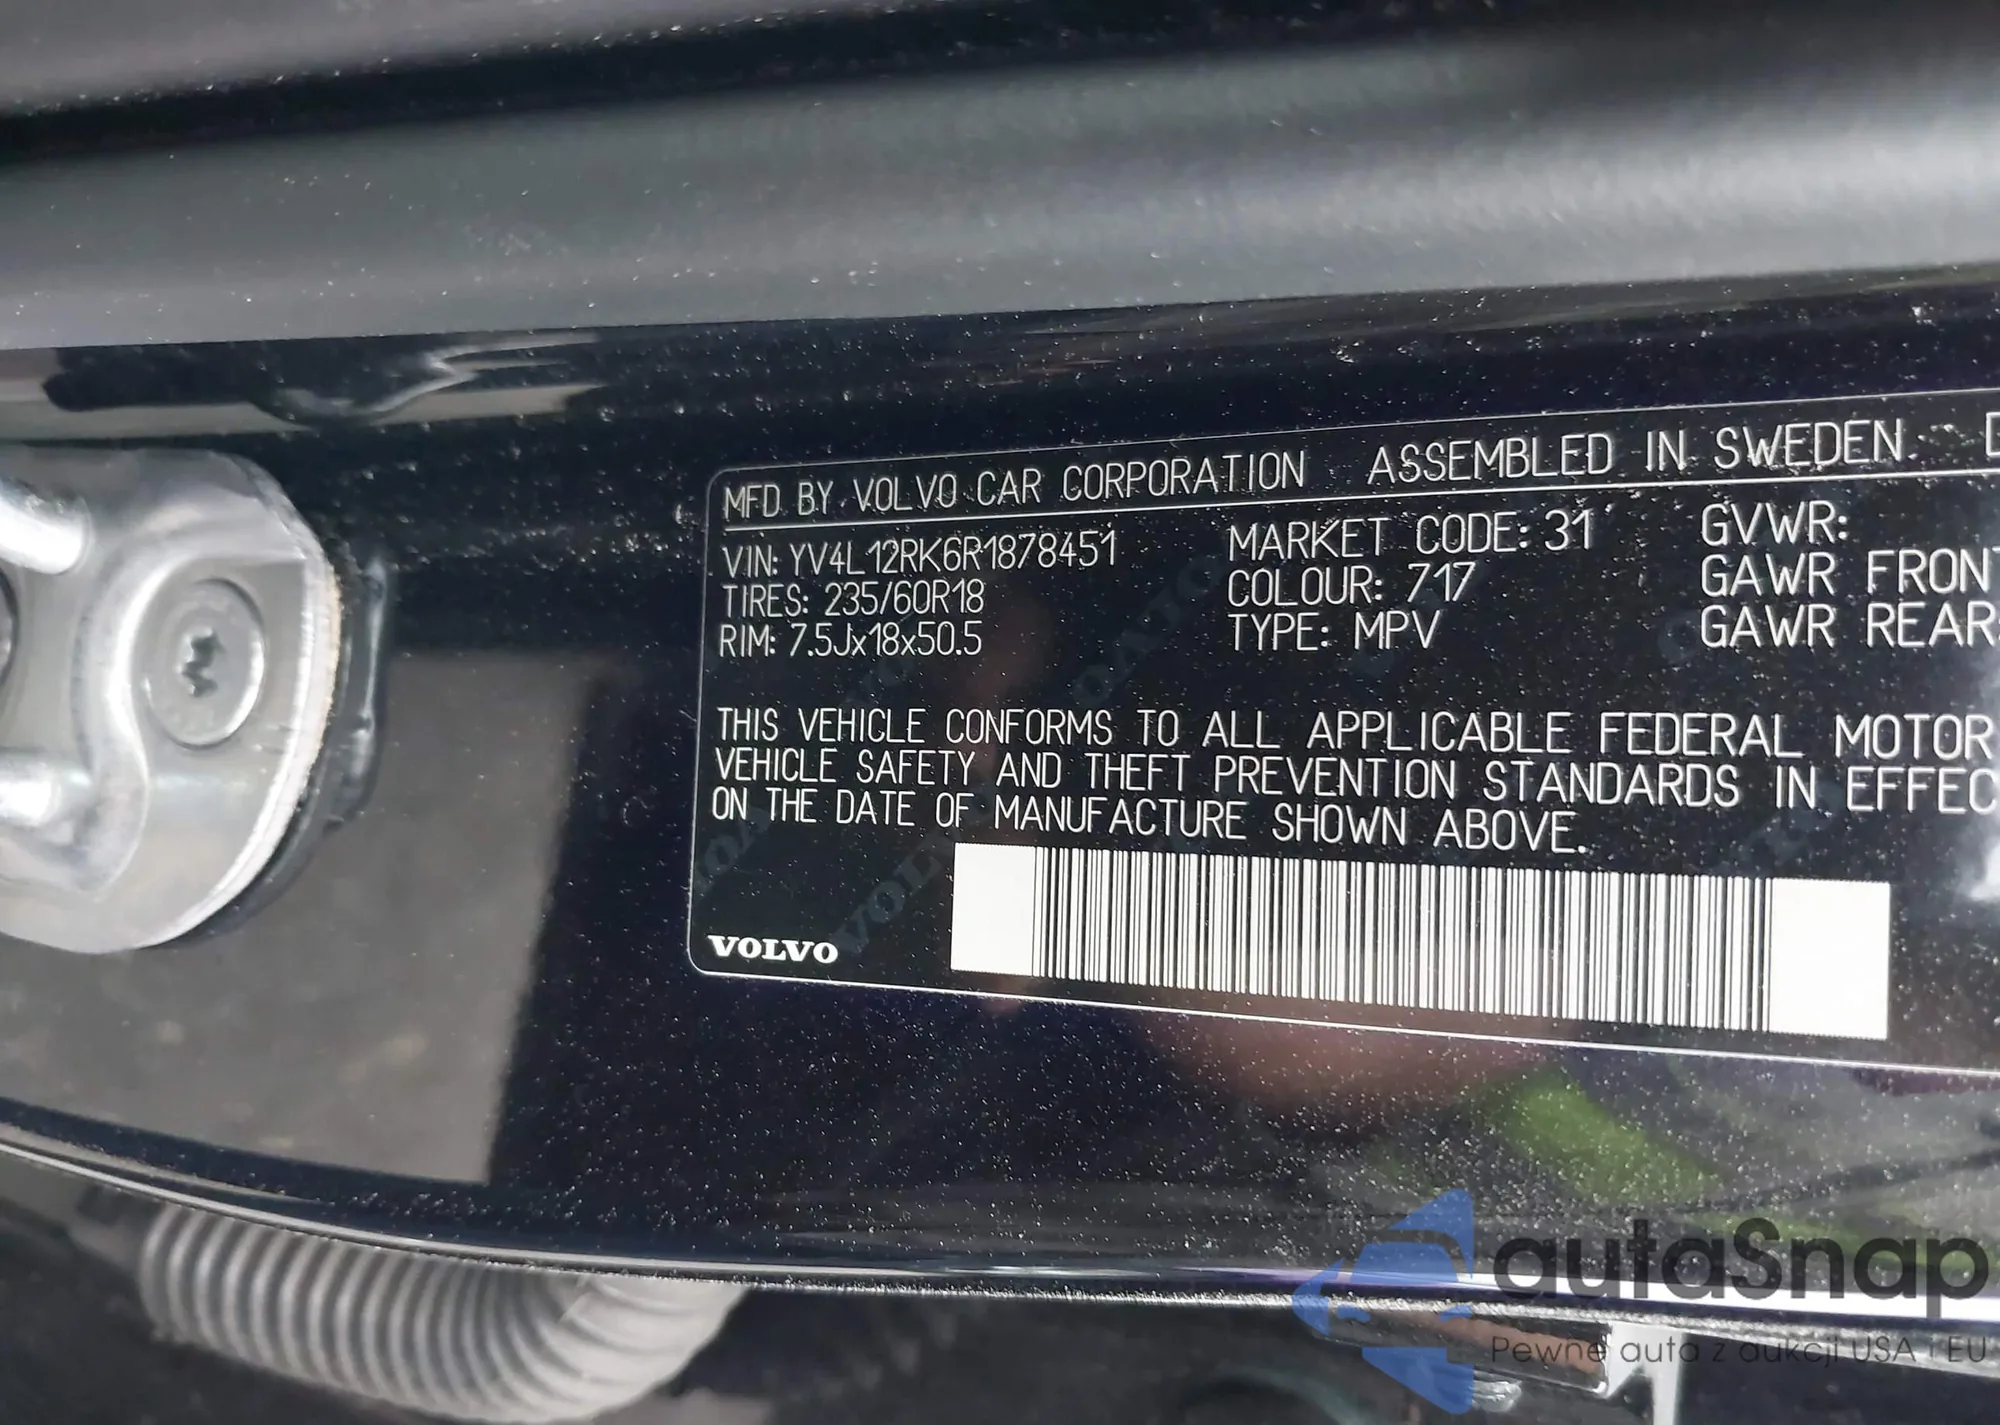 MFD BY VOLVO CAR CORPORATION ASSEMBLED IN SWEDEN
VIN: YV4L12RK6R1878451 MARKET CODE: 31 GVWR:
TIRES: 235/60R18 COLOUR: 717 GAWR FRONT
RIM: 7.5Jx18x50.5 TYPE: MPV GAWR REAR:
THIS VEHICLE CONFORMS TO ALL APPLICABLE FEDERAL MOTOR
VEHICLE SAFETY AND THEFT PREVENTION STANDARDS IN EFFEC
ON THE DATE OF MANUFACTURE SHOWN ABOVE.
VOLVO
autaSnap
Pewne auta z aukcji USA i EU